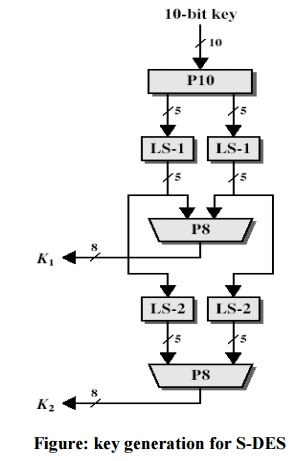 10-bit key
10
P10
5 5
LS-1 LS-1
5 5
P8
K1 8
LS-2 LS-2
5 5
P8
K2 8
Figure: key generation for S-DES